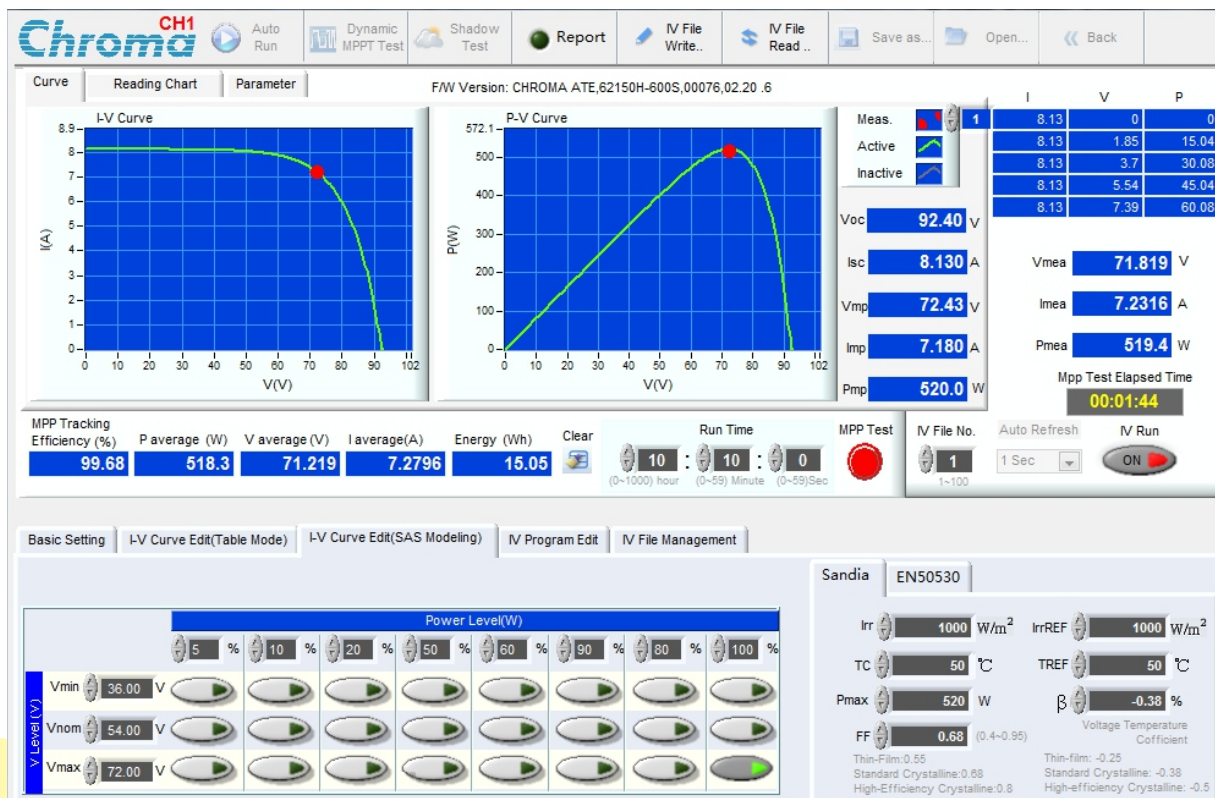 Chroma CH1
Auto Run
Dynamic MPPT Test
Shadow Test
Report
IV File Write..
IV File Read ..
Save as...
Open...
Back
Curve
Reading Chart
Parameter
F/W Version: CHROMA ATE,62150H-600S,00076,02.20 .6
I-V Curve
8.9
8
7
6
5
4
3
2
1
0
I(A)
0 10 20 30 40 50 60 70 80 90 102
V(V)
P-V Curve
572.1
500
400
300
200
100
0
P(W)
0 10 20 30 40 50 60 70 80 90 102
V(V)
Meas. 1
Active
Inactive
Voc 92.40 V
Isc 8.130 A
Vmp 72.43 V
Imp 7.180 A
Pmp 520.0 W
I V P
8.13 0 0
8.13 1.85 15.04
8.13 3.7 30.08
8.13 5.54 45.04
8.13 7.39 60.08
Vmea 71.819 V
Imea 7.2316 A
Pmea 519.4 W
Mpp Test Elapsed Time
00:01:44
MPP Tracking
Efficiency (%) P average (W) V average (V) I average(A) Energy (Wh) Clear
99.68 518.3 71.219 7.2796 15.05
Run Time
10 : 10 : 0
(0~1000) hour (0~59) Minute (0~59)Sec
MPP Test
IV File No.
1
1~100
Auto Refresh
1 Sec
IV Run
ON
Basic Setting
I-V Curve Edit(Table Mode)
I-V Curve Edit(SAS Modeling)
IV Program Edit
IV File Management
Power Level(W)
5 % 10 % 20 % 50 % 60 % 90 % 80 % 100 %
V Level (V)
Vmin 36.00 V
Vnom 54.00 V
Vmax 72.00 V
Sandia
EN50530
Irr 1000 W/m² IrrREF 1000 W/m²
TC 50 ℃ TREF 50 ℃
Pmax 520 W β -0.38 %
FF 0.68 (0.4~0.95)
Voltage Temperature
Cofficient
Thin-Film:0.55
Standard Crystalline:0.68
High-Efficiency Crystalline:0.8
Thin-film: -0.25
Standard Crystalline: -0.38
High-efficiency Crystalline: -0.5